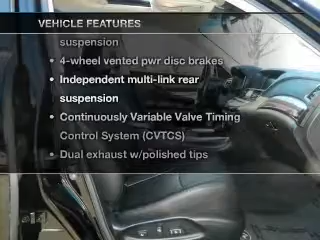 VEHICLE FEATURES
suspension
• 4-wheel vented pwr disc brakes
• Independent multi-link rear
suspension
• Continuously Variable Valve Timing
Control System (CVTCS)
• Dual exhaust w/polished tips